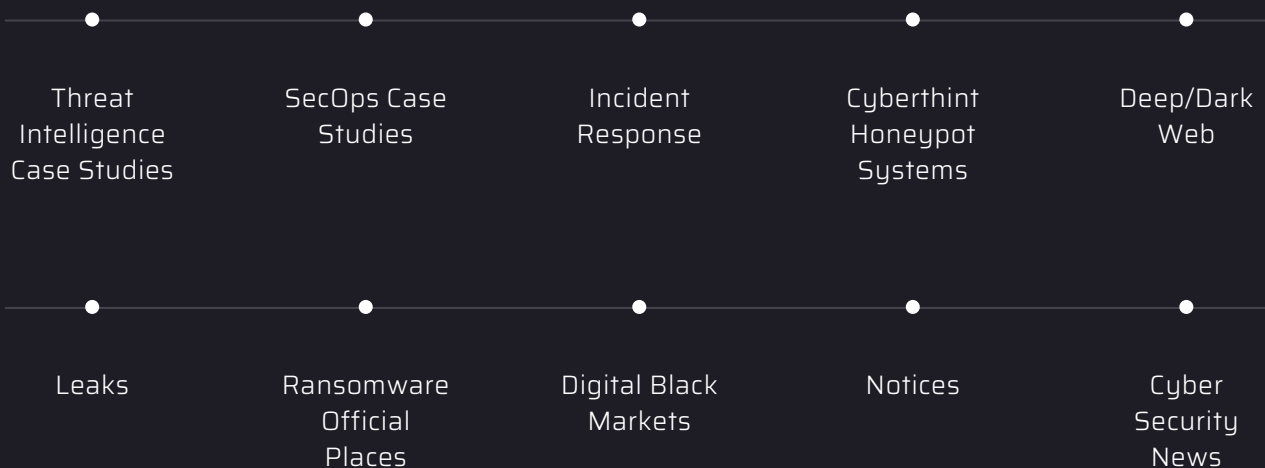 Threat
Intelligence
Case Studies
SecOps Case
Studies
Incident
Response
Cyberthint
Honeypot
Systems
Deep/Dark
Web
Leaks
Ransomware
Official
Places
Digital Black
Markets
Notices
Cyber
Security
News